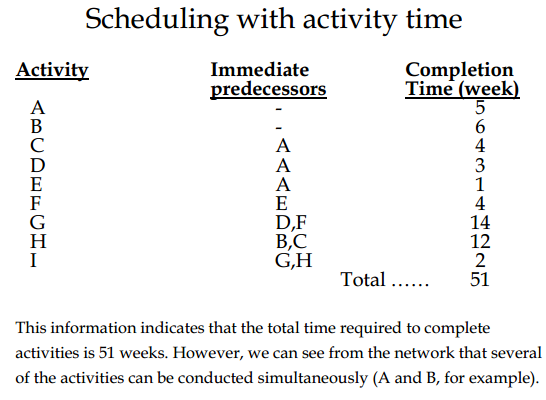 Scheduling with activity time
Activity Immediate predecessors Completion Time (week)
A - 5
B - 6
C A 4
D A 3
E A 1
F E 4
G D,F 14
H B,C 12
I G,H 2
Total …… 51
This information indicates that the total time required to complete
activities is 51 weeks. However, we can see from the network that several
of the activities can be conducted simultaneously (A and B, for example).